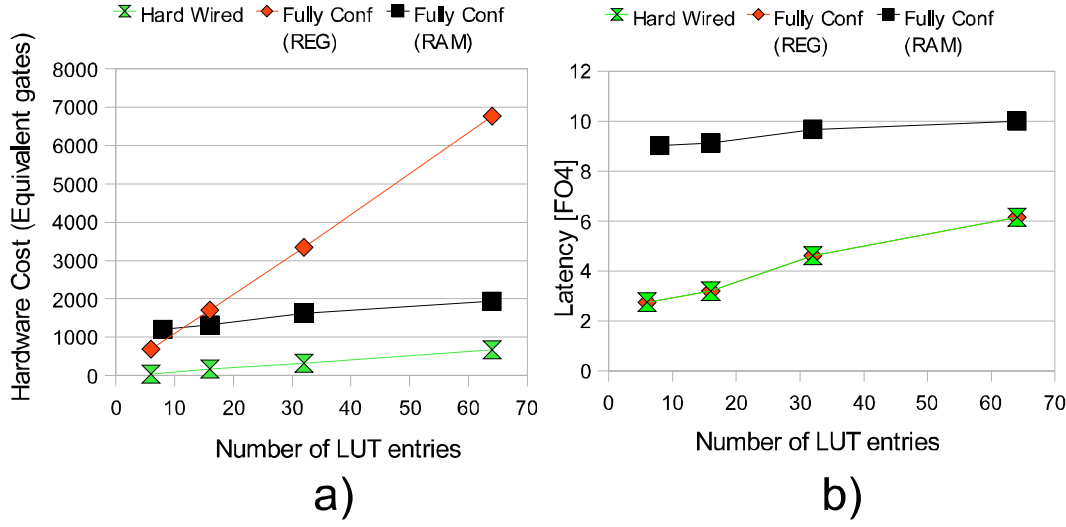 Hard Wired
Fully Conf
(REG)
Fully Conf
(RAM)
Hardware Cost (Equivalent gates)
8000
7000
6000
5000
4000
3000
2000
1000
0
0 10 20 30 40 50 60 70
Number of LUT entries
a)
Hard Wired
Fully Conf
(REG)
Fully Conf
(RAM)
Latency [FO4]
12
10
8
6
4
2
0
0 10 20 30 40 50 60 70
Number of LUT entries
b)